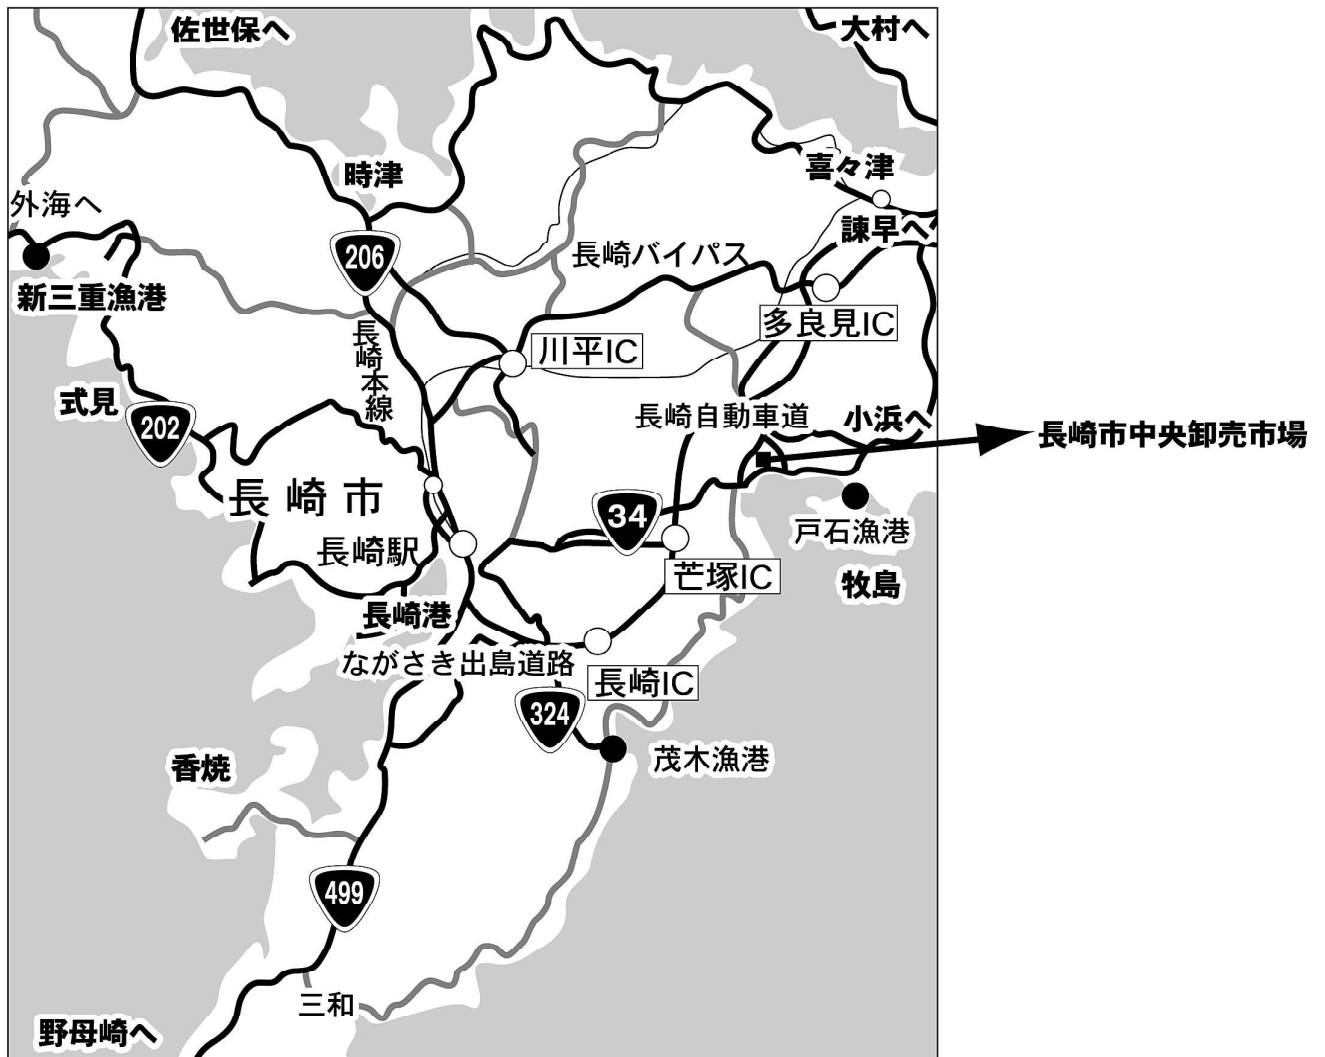 佐世保へ
大村へ
時津
喜々津
外海へ
諫早へ
206
長崎バイパス
新三重漁港
多良見IC
長崎本線
川平IC
式見
202
長崎自動車道
小浜へ
長崎市中央卸売市場
長崎市
34
戸石漁港
長崎駅
芒塚IC
牧島
長崎港
ながさき出島道路
長崎IC
324
茂木漁港
香焼
499
三和
野母崎へ